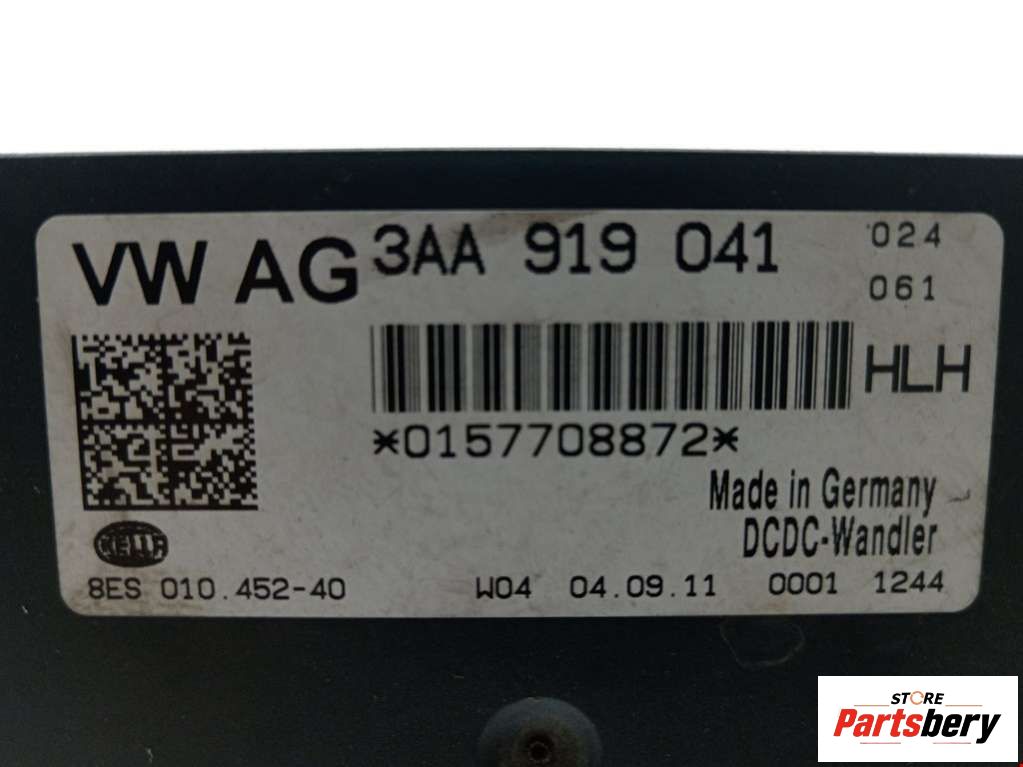 VW AG 3AA 919 041 024
061
HLH
*0157708872*
Made in Germany
DCDC-Wandler
HELLA
8ES 010.452-40 W04 04.09.11 0001 1244
STORE
Partsbery